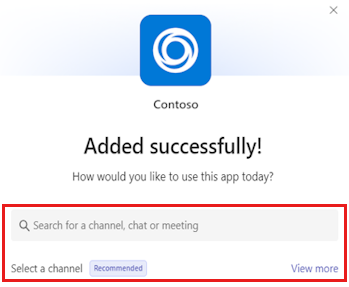 Contoso
Added successfully!
How would you like to use this app today?
Search for a channel, chat or meeting
Select a channel Recommended View more